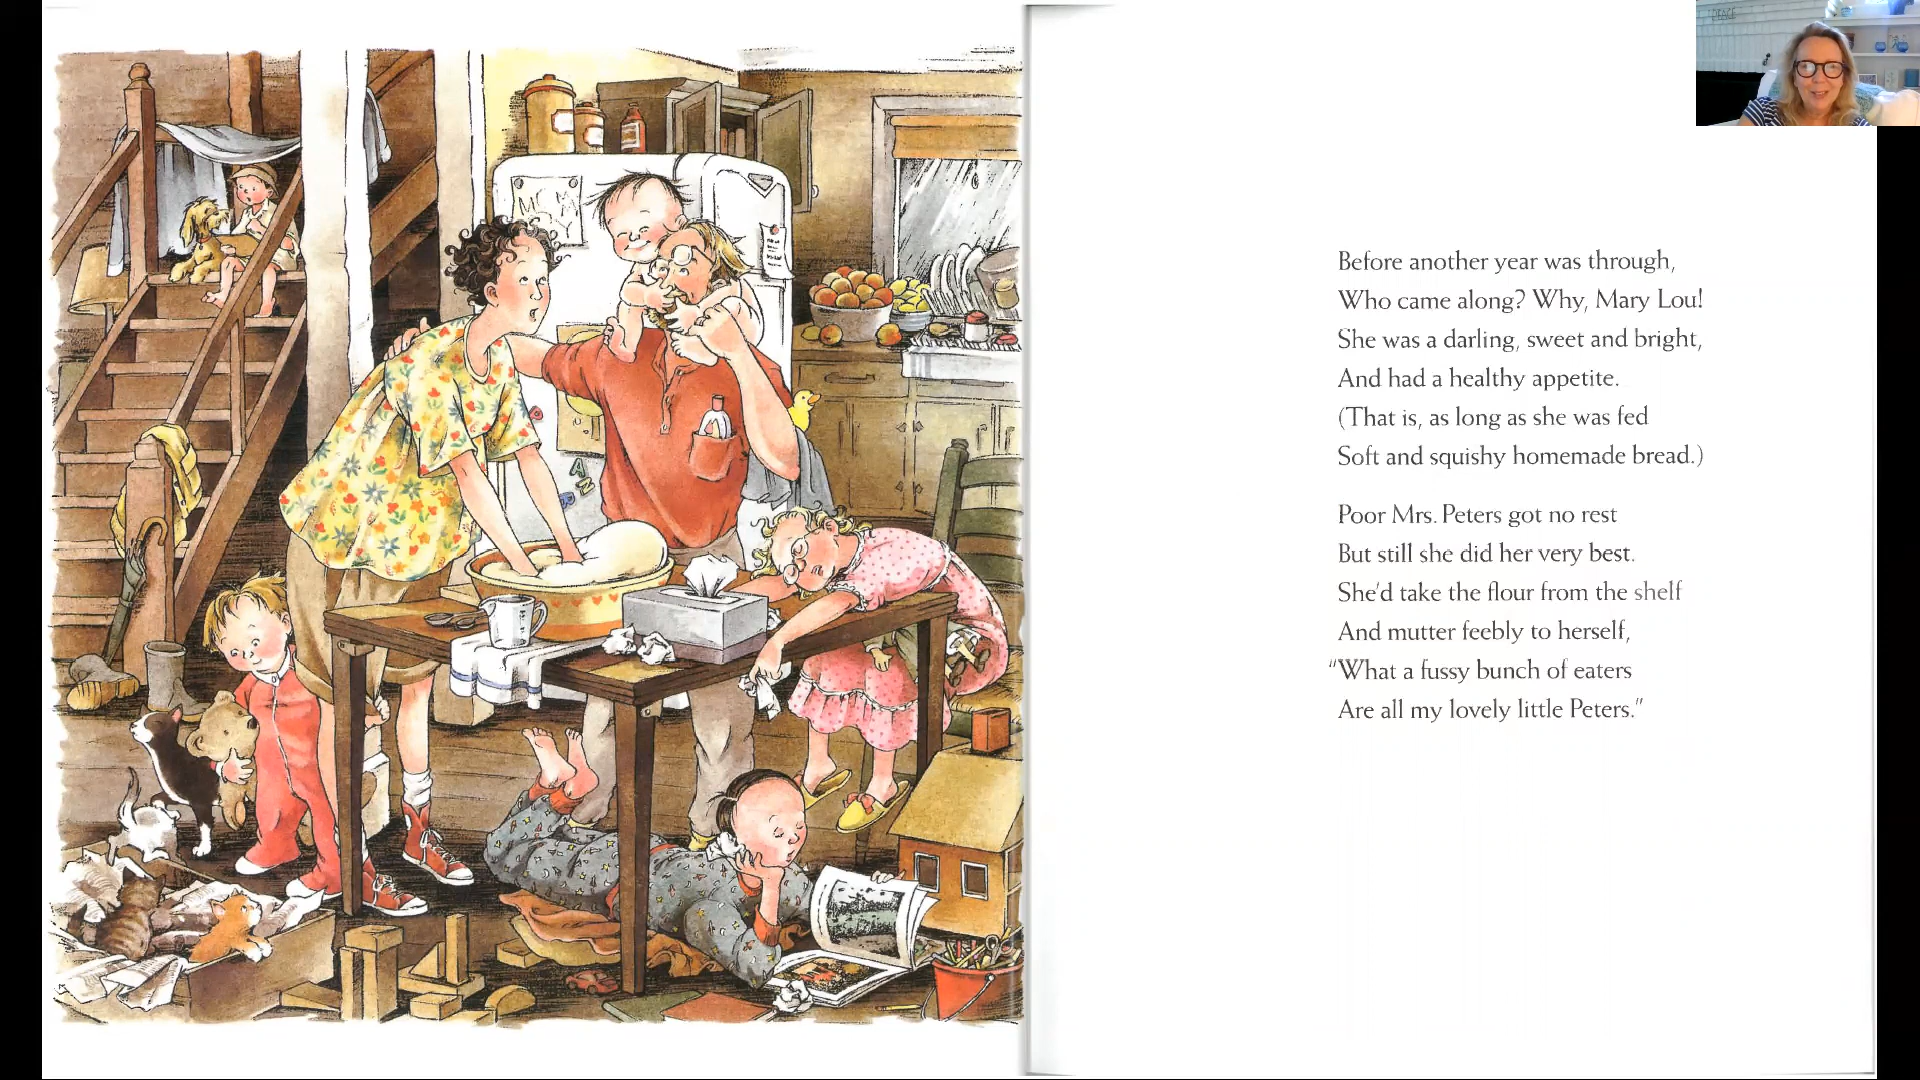 PEACE
Before another year was through,
Who came along? Why, Mary Lou!
She was a darling, sweet and bright,
And had a healthy appetite.
(That is, as long as she was fed
Soft and squishy homemade bread.)
Poor Mrs. Peters got no rest
But still she did her very best.
She'd take the flour from the shelf
And mutter feebly to herself,
"What a fussy bunch of eaters
Are all my lovely little Peters."
A
Z